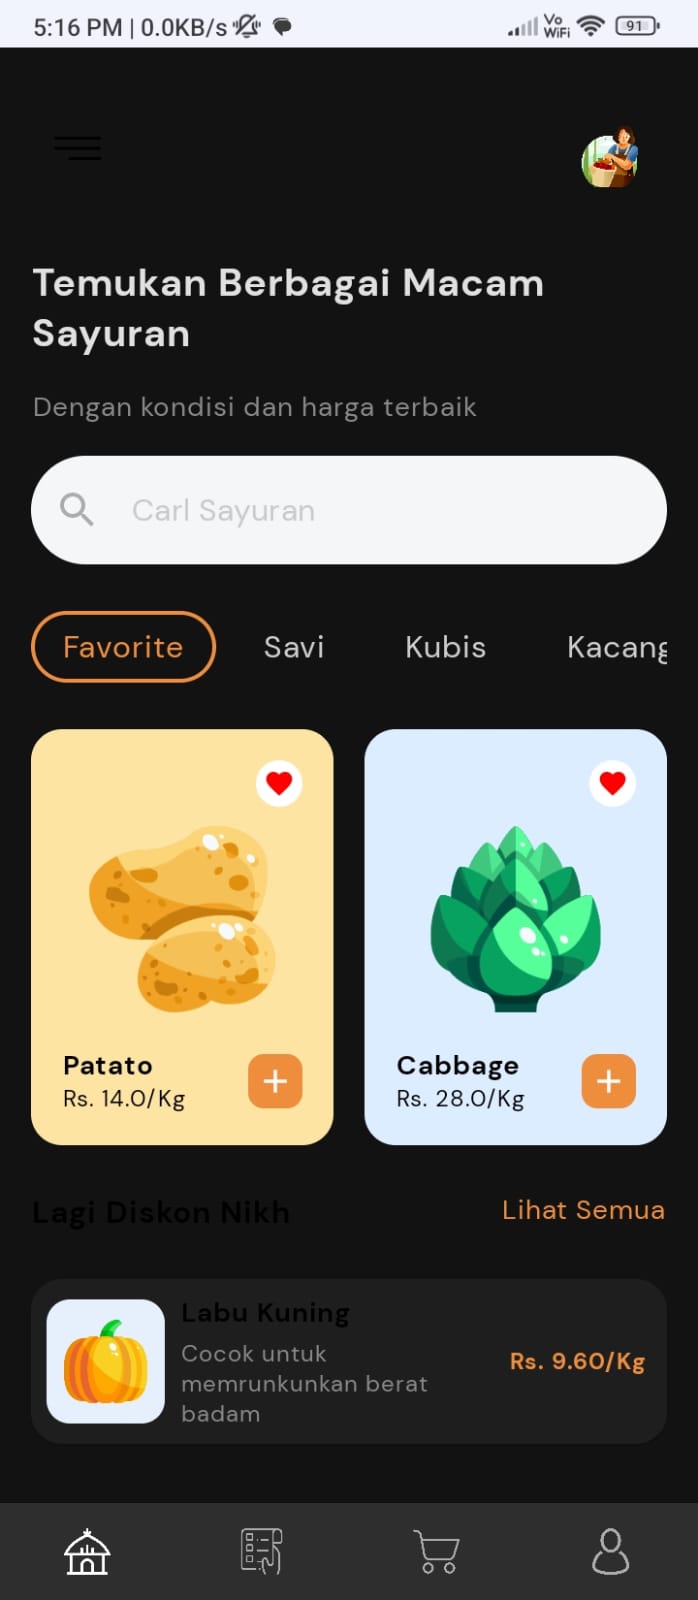 5:16 PM | 0.0KB/s
Vo
WiFi
91
Temukan Berbagai Macam
Sayuran
Dengan kondisi dan harga terbaik
Carl Sayuran
Favorite Savi Kubis Kacang
Patato
Rs. 14.0/Kg
Cabbage
Rs. 28.0/Kg
Lagi Diskon Nikh
Lihat Semua
Labu Kuning
Cocok untuk
memrunkunkan berat
badam
Rs. 9.60/Kg